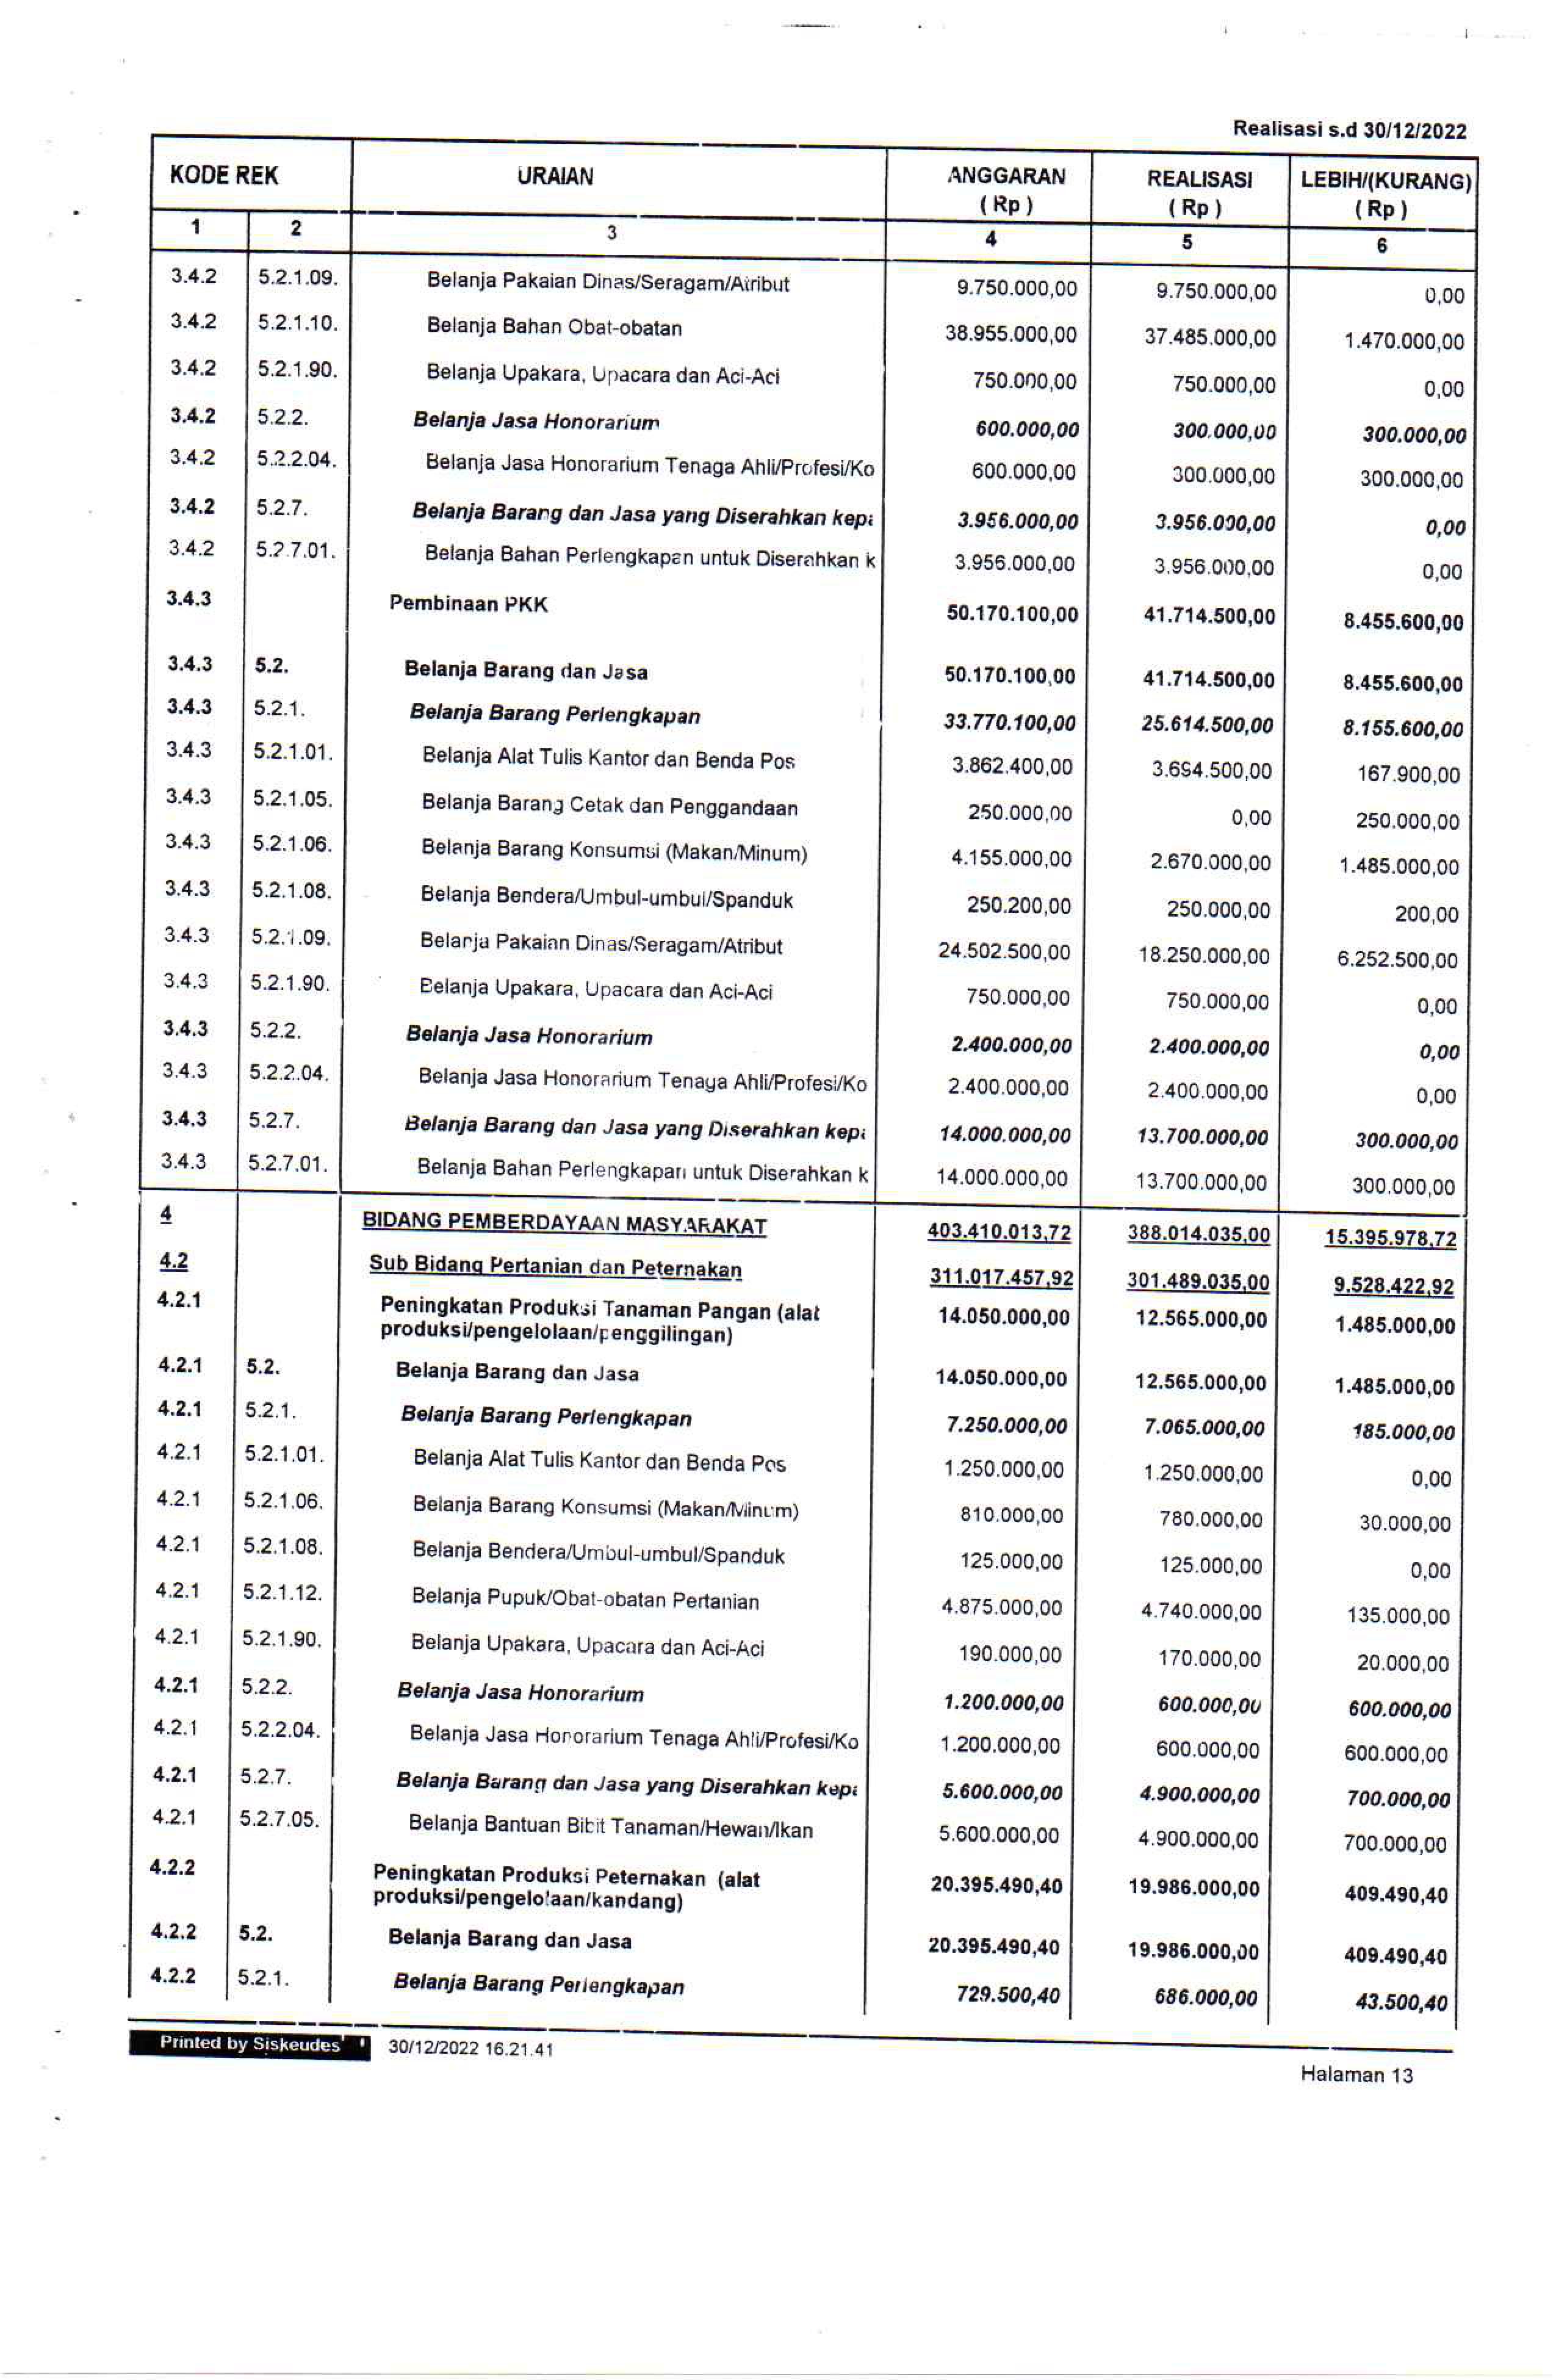 Realisasi s.d 30/12/2022
KODE REK URAIAN ANGGARAN REALISASI LEBIH/(KURANG)
( Rp ) ( Rp ) ( Rp )
1 2 3 4 5 6
3.4.2 5.2.1.09. Belanja Pakaian Dinas/Seragam/Atribut 9.750.000,00 9.750.000,00 0,00
3.4.2 5.2.1.10. Belanja Bahan Obat-obatan 38.955.000,00 37.485.000,00 1.470.000,00
3.4.2 5.2.1.90. Belanja Upakara, Upacara dan Aci-Aci 750.000,00 750.000,00 0,00
3.4.2 5.2.2. Belanja Jasa Honorarium 600.000,00 300.000,00 300.000,00
3.4.2 5.2.2.04. Belanja Jasa Honorarium Tenaga Ahli/Profesi/Ko 600.000,00 300.000,00 300.000,00
3.4.2 5.2.7. Belanja Barang dan Jasa yang Diserahkan kepa 3.956.000,00 3.956.000,00 0,00
3.4.2 5.2.7.01. Belanja Bahan Perlengkapan untuk Diserahkan k 3.956.000,00 3.956.000,00 0,00
3.4.3 Pembinaan PKK 50.170.100,00 41.714.500,00 8.455.600,00
3.4.3 5.2. Belanja Barang dan Jasa 50.170.100,00 41.714.500,00 8.455.600,00
3.4.3 5.2.1. Belanja Barang Perlengkapan 33.770.100,00 25.614.500,00 8.155.600,00
3.4.3 5.2.1.01. Belanja Alat Tulis Kantor dan Benda Pos 3.862.400,00 3.694.500,00 167.900,00
3.4.3 5.2.1.05. Belanja Barang Cetak dan Penggandaan 250.000,00 0,00 250.000,00
3.4.3 5.2.1.06. Belanja Barang Konsumsi (Makan/Minum) 4.155.000,00 2.670.000,00 1.485.000,00
3.4.3 5.2.1.08. Belanja Bendera/Umbul-umbul/Spanduk 250.200,00 250.000,00 200,00
3.4.3 5.2.1.09. Belanja Pakaian Dinas/Seragam/Atribut 24.502.500,00 18.250.000,00 6.252.500,00
3.4.3 5.2.1.90. Belanja Upakara, Upacara dan Aci-Aci 750.000,00 750.000,00 0,00
3.4.3 5.2.2. Belanja Jasa Honorarium 2.400.000,00 2.400.000,00 0,00
3.4.3 5.2.2.04. Belanja Jasa Honorarium Tenaga Ahli/Profesi/Ko 2.400.000,00 2.400.000,00 0,00
3.4.3 5.2.7. Belanja Barang dan Jasa yang Diserahkan kepa 14.000.000,00 13.700.000,00 300.000,00
3.4.3 5.2.7.01. Belanja Bahan Perlengkapan untuk Diserahkan k 14.000.000,00 13.700.000,00 300.000,00
4 BIDANG PEMBERDAYAAN MASYARAKAT 403.410.013,72 388.014.035,00 15.395.978,72
4.2 Sub Bidang Pertanian dan Peternakan 311.017.457,92 301.489.035,00 9.528.422,92
4.2.1 Peningkatan Produksi Tanaman Pangan (alat 14.050.000,00 12.565.000,00 1.485.000,00
produksi/pengelolaan/penggilingan)
4.2.1 5.2. Belanja Barang dan Jasa 14.050.000,00 12.565.000,00 1.485.000,00
4.2.1 5.2.1. Belanja Barang Perlengkapan 7.250.000,00 7.065.000,00 185.000,00
4.2.1 5.2.1.01. Belanja Alat Tulis Kantor dan Benda Pos 1.250.000,00 1.250.000,00 0,00
4.2.1 5.2.1.06. Belanja Barang Konsumsi (Makan/Minum) 810.000,00 780.000,00 30.000,00
4.2.1 5.2.1.08. Belanja Bendera/Umbul-umbul/Spanduk 125.000,00 125.000,00 0,00
4.2.1 5.2.1.12. Belanja Pupuk/Obat-obatan Pertanian 4.875.000,00 4.740.000,00 135.000,00
4.2.1 5.2.1.90. Belanja Upakara, Upacara dan Aci-Aci 190.000,00 170.000,00 20.000,00
4.2.1 5.2.2. Belanja Jasa Honorarium 1.200.000,00 600.000,00 600.000,00
4.2.1 5.2.2.04. Belanja Jasa Honorarium Tenaga Ahli/Profesi/Ko 1.200.000,00 600.000,00 600.000,00
4.2.1 5.2.7. Belanja Barang dan Jasa yang Diserahkan kepa 5.600.000,00 4.900.000,00 700.000,00
4.2.1 5.2.7.05. Belanja Bantuan Bibit Tanaman/Hewan/Ikan 5.600.000,00 4.900.000,00 700.000,00
4.2.2 Peningkatan Produksi Peternakan (alat 20.395.490,40 19.986.000,00 409.490,40
produksi/pengelolaan/kandang)
4.2.2 5.2. Belanja Barang dan Jasa 20.395.490,40 19.986.000,00 409.490,40
4.2.2 5.2.1. Belanja Barang Perlengkapan 729.500,40 686.000,00 43.500,40
Printed by Siskeudes 30/12/2022 16.21.41
Halaman 13